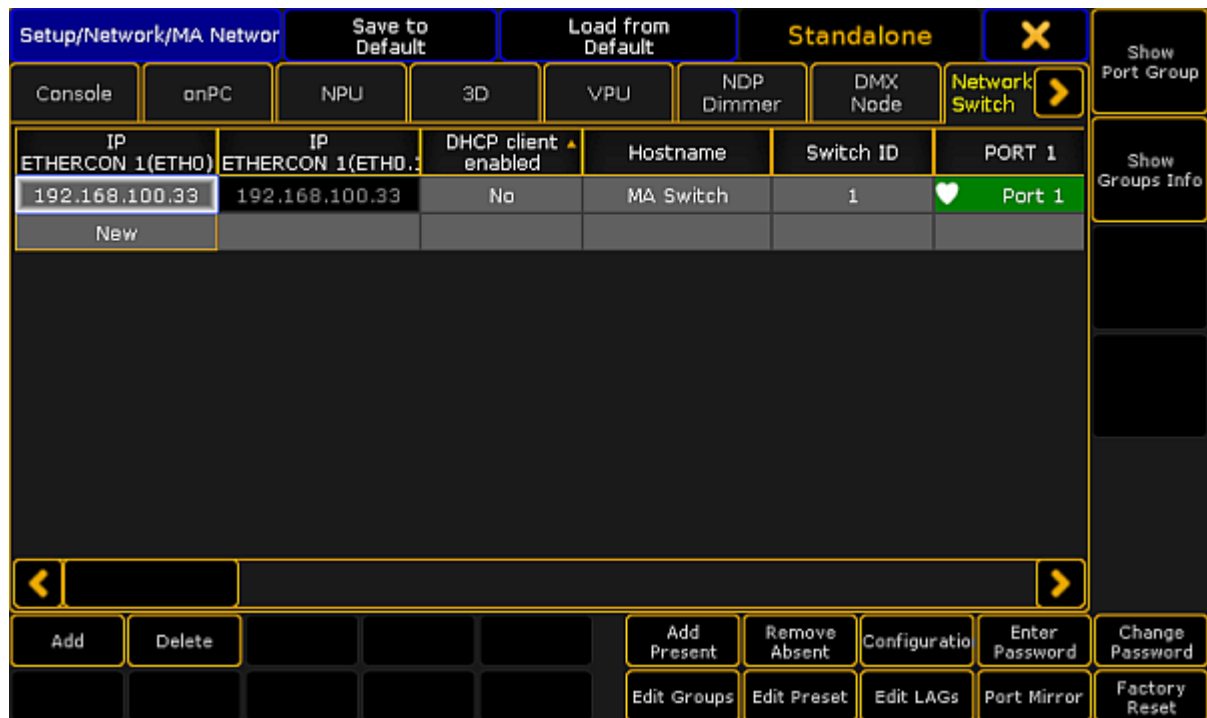 Setup/Network/MA Networ
Save to
Default
Load from
Default
Standalone
Show
Port Group
Console
onPC
NPU
3D
VPU
NDP
Dimmer
DMX
Node
Network
Switch
IP
ETHERCON 1(ETH0)
IP
ETHERCON 1(ETH0.1
DHCP client
enabled
Hostname
Switch ID
PORT 1
Show
Groups Info
192.168.100.33
192.168.100.33
No
MA Switch
1
Port 1
New
Add
Delete
Add
Present
Remove
Absent
Configuratio
Enter
Password
Change
Password
Edit Groups
Edit Preset
Edit LAGs
Port Mirror
Factory
Reset